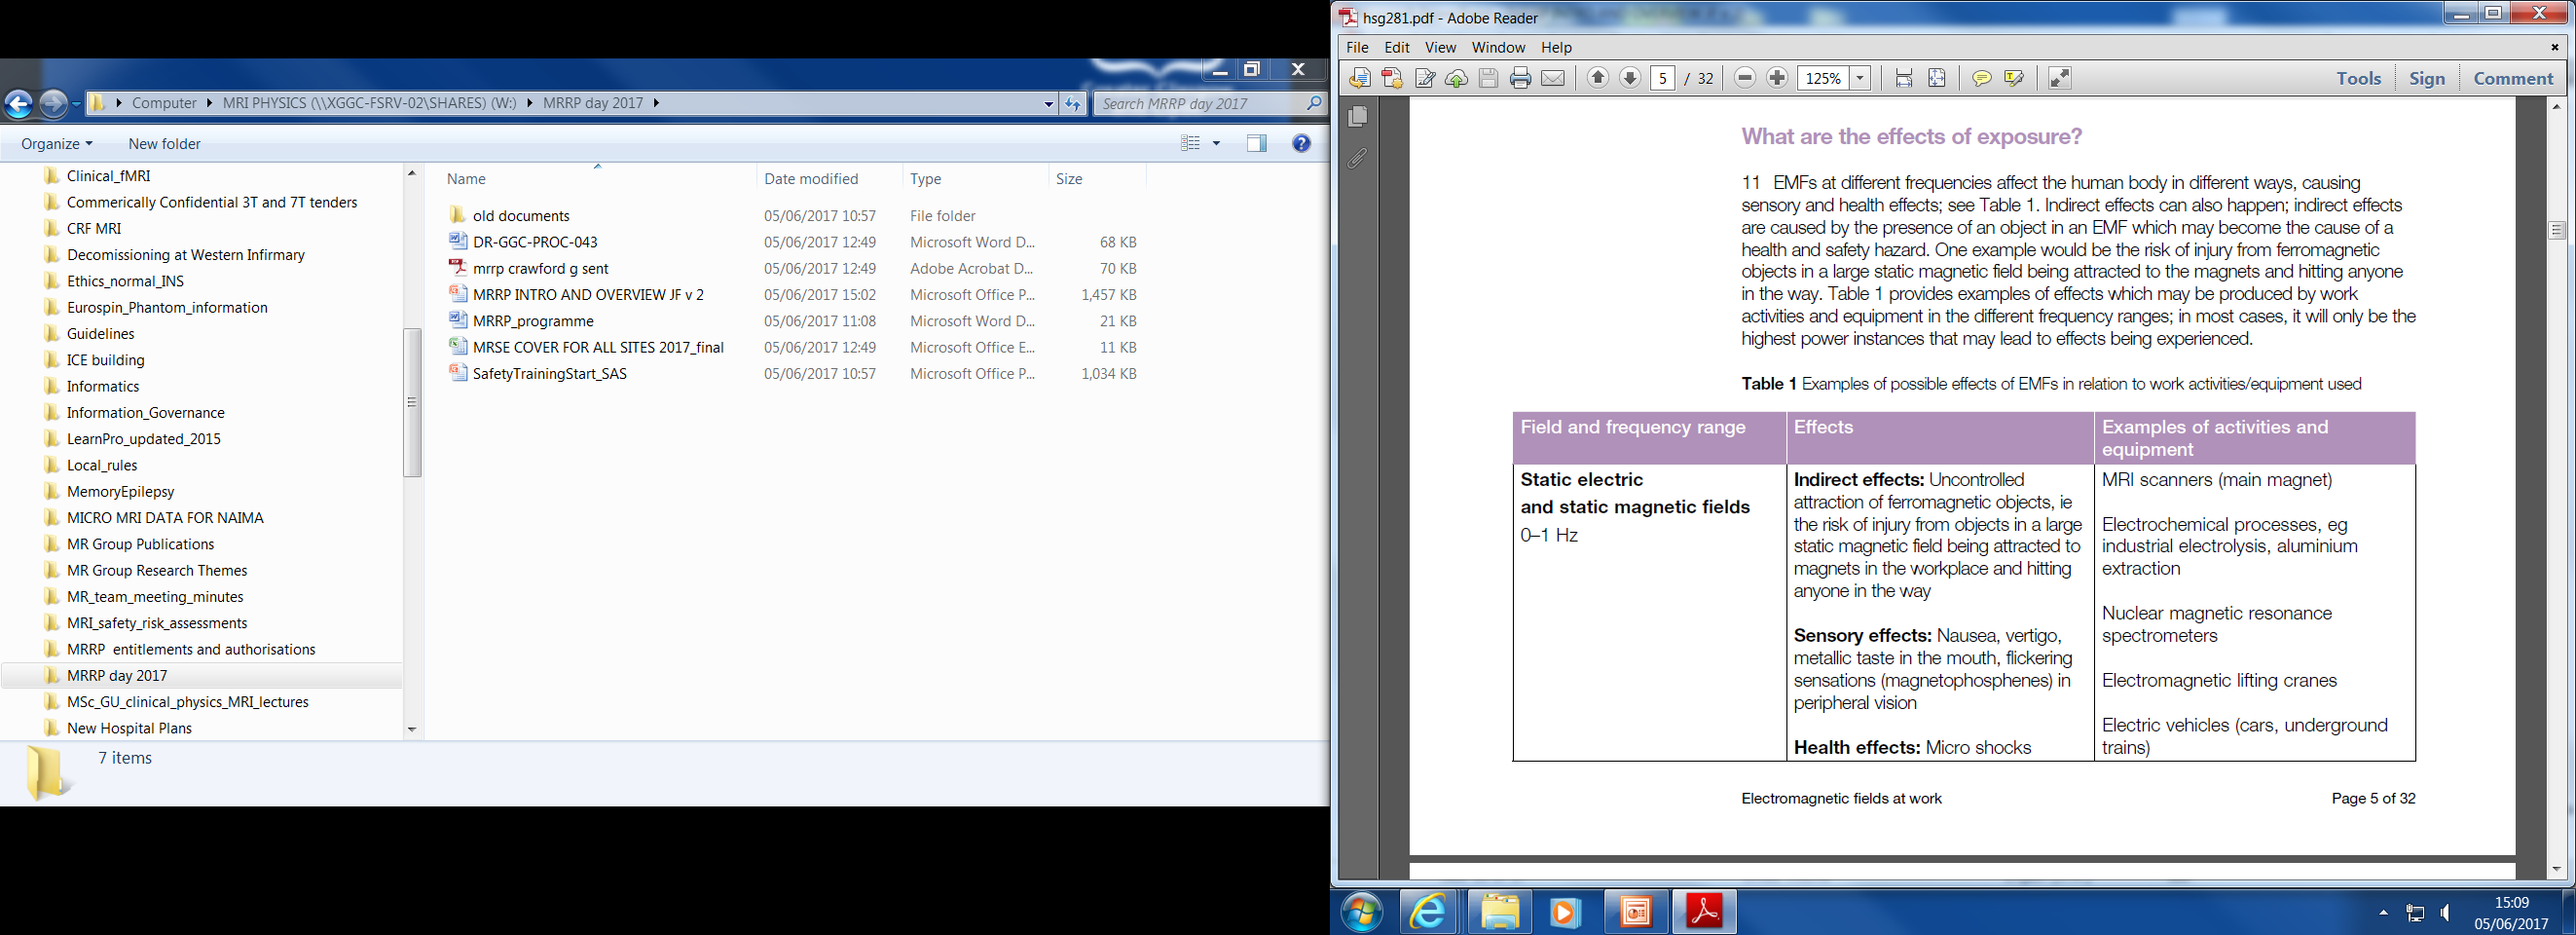 Computer ▸ MRI PHYSICS (\\XGGC-FSRV-02\SHARES) (W:) ▸ MRRP day 2017 ▸
Search MRRP day 2017
Organize
New folder
Clinical_fMRI
Commerically Confidential 3T and 7T tenders
CRF MRI
Decomissioning at Western Infirmary
Ethics_normal_INS
Eurospin_Phantom_information
Guidelines
ICE building
Informatics
Information_Governance
LearnPro_updated_2015
Local_rules
MemoryEpilepsy
MICRO MRI DATA FOR NAIMA
MR Group Publications
MR Group Research Themes
MR_team_meeting_minutes
MRI_safety_risk_assessments
MRRP entitlements and authorisations
MRRP day 2017
MSc_GU_clinical_physics_MRI_lectures
New Hospital Plans
Name Date modified Type Size
old documents 05/06/2017 10:57 File folder
DR-GGC-PROC-043 05/06/2017 12:49 Microsoft Word D... 68 KB
mrrp crawford g sent 05/06/2017 12:49 Adobe Acrobat D... 70 KB
MRRP INTRO AND OVERVIEW JF v 2 05/06/2017 15:02 Microsoft Office P... 1,457 KB
MRRP_programme 05/06/2017 11:08 Microsoft Word D... 21 KB
MRSE COVER FOR ALL SITES 2017_final 05/06/2017 12:49 Microsoft Office E... 11 KB
SafetyTrainingStart_SAS 05/06/2017 10:57 Microsoft Office P... 1,034 KB
7 items
hsg281.pdf - Adobe Reader
File Edit View Window Help
5 / 32 125% Tools Sign Comment
What are the effects of exposure?
11 EMFs at different frequencies affect the human body in different ways, causing
sensory and health effects; see Table 1. Indirect effects can also happen; indirect effects
are caused by the presence of an object in an EMF which may become the cause of a
health and safety hazard. One example would be the risk of injury from ferromagnetic
objects in a large static magnetic field being attracted to the magnets and hitting anyone
in the way. Table 1 provides examples of effects which may be produced by work
activities and equipment in the different frequency ranges; in most cases, it will only be the
highest power instances that may lead to effects being experienced.
Table 1 Examples of possible effects of EMFs in relation to work activities/equipment used
Field and frequency range
Effects
Examples of activities and
equipment
Static electric
and static magnetic fields
0–1 Hz
Indirect effects: Uncontrolled
attraction of ferromagnetic objects, ie
the risk of injury from objects in a large
static magnetic field being attracted to
magnets in the workplace and hitting
anyone in the way
Sensory effects: Nausea, vertigo,
metallic taste in the mouth, flickering
sensations (magnetophosphenes) in
peripheral vision
Health effects: Micro shocks
MRI scanners (main magnet)
Electrochemical processes, eg
industrial electrolysis, aluminium
extraction
Nuclear magnetic resonance
spectrometers
Electromagnetic lifting cranes
Electric vehicles (cars, underground
trains)
Electromagnetic fields at work
Page 5 of 32
15:09
05/06/2017